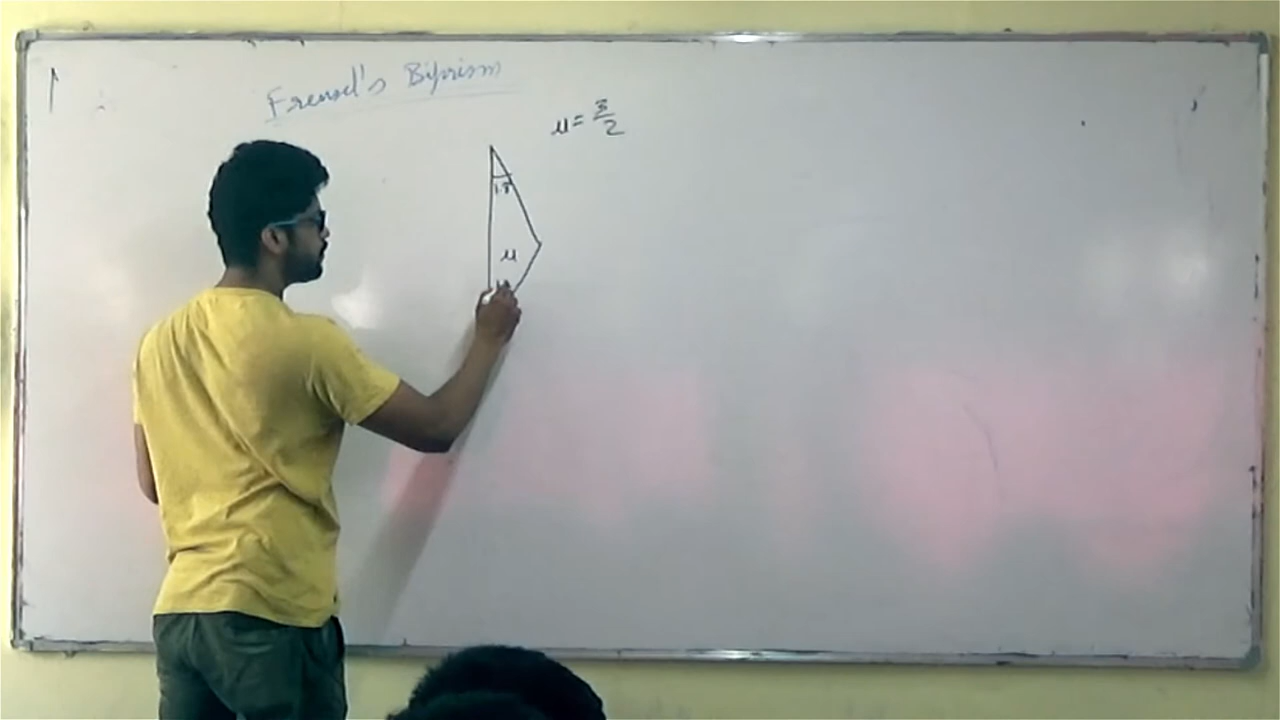 Fresnel's Biprism
μ = 3/2
μ